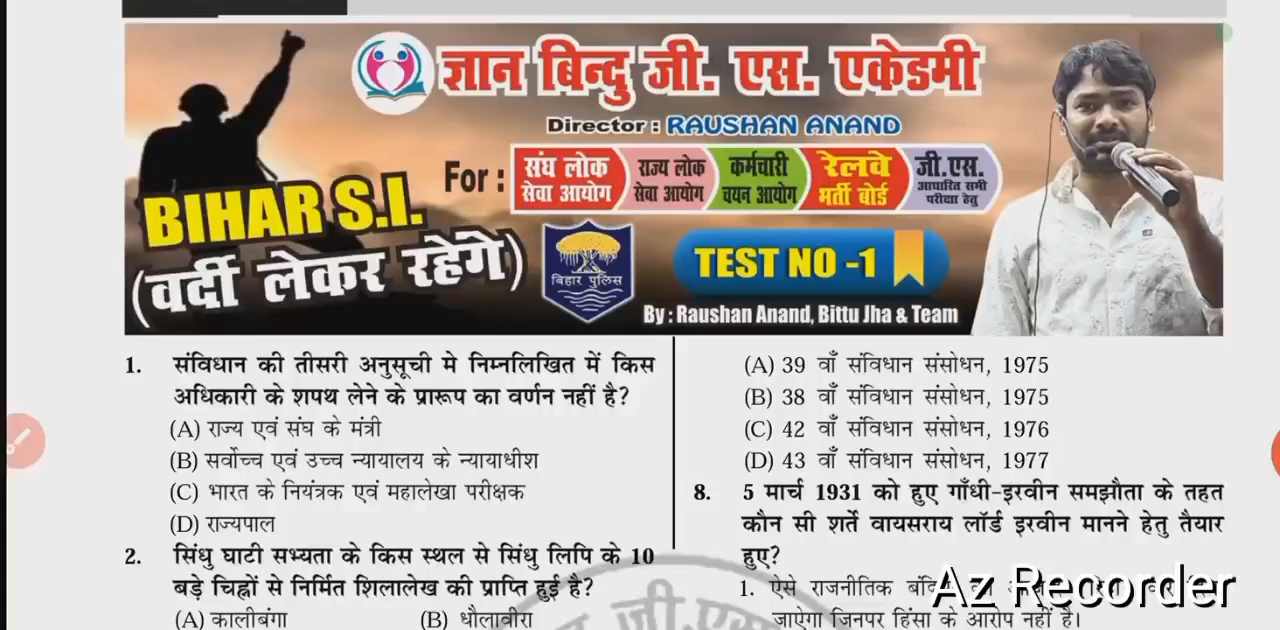 ज्ञान बिन्दु जी. एस. एकेडमी
Director : RAUSHAN ANAND
For :
संघ लोक
सेवा आयोग
राज्य लोक
सेवा आयोग
कर्मचारी
चयन आयोग
रेलवे
भर्ती बोर्ड
जी.एस.
आधारित सभी
परीक्षा हेतु
BIHAR S.I.
(वर्दी लेकर रहेगे)
बिहार पुलिस
TEST NO -1
By : Raushan Anand, Bittu Jha & Team
1. संविधान की तीसरी अनुसूची मे निम्नलिखित में किस
अधिकारी के शपथ लेने के प्रारूप का वर्णन नहीं है?
(A) राज्य एवं संघ के मंत्री
(B) सर्वोच्च एवं उच्च न्यायालय के न्यायाधीश
(C) भारत के नियंत्रक एवं महालेखा परीक्षक
(D) राज्यपाल
2. सिंधु घाटी सभ्यता के किस स्थल से सिंधु लिपि के 10
बड़े चिह्नों से निर्मित शिलालेख की प्राप्ति हुई है?
(A) कालीबंगा (B) धौलावीरा
(A) 39 वाँ संविधान संसोधन, 1975
(B) 38 वाँ संविधान संसोधन, 1975
(C) 42 वाँ संविधान संसोधन, 1976
(D) 43 वाँ संविधान संसोधन, 1977
8. 5 मार्च 1931 को हुए गाँधी-इरवीन समझौता के तहत
कौन सी शर्ते वायसराय लॉर्ड इरवीन मानने हेतु तैयार
हुए?
1. ऐसे राजनीतिक
जाएगा जिनपर हिंसा के आरोप नहीं है।
जी.एस
Az Recorder